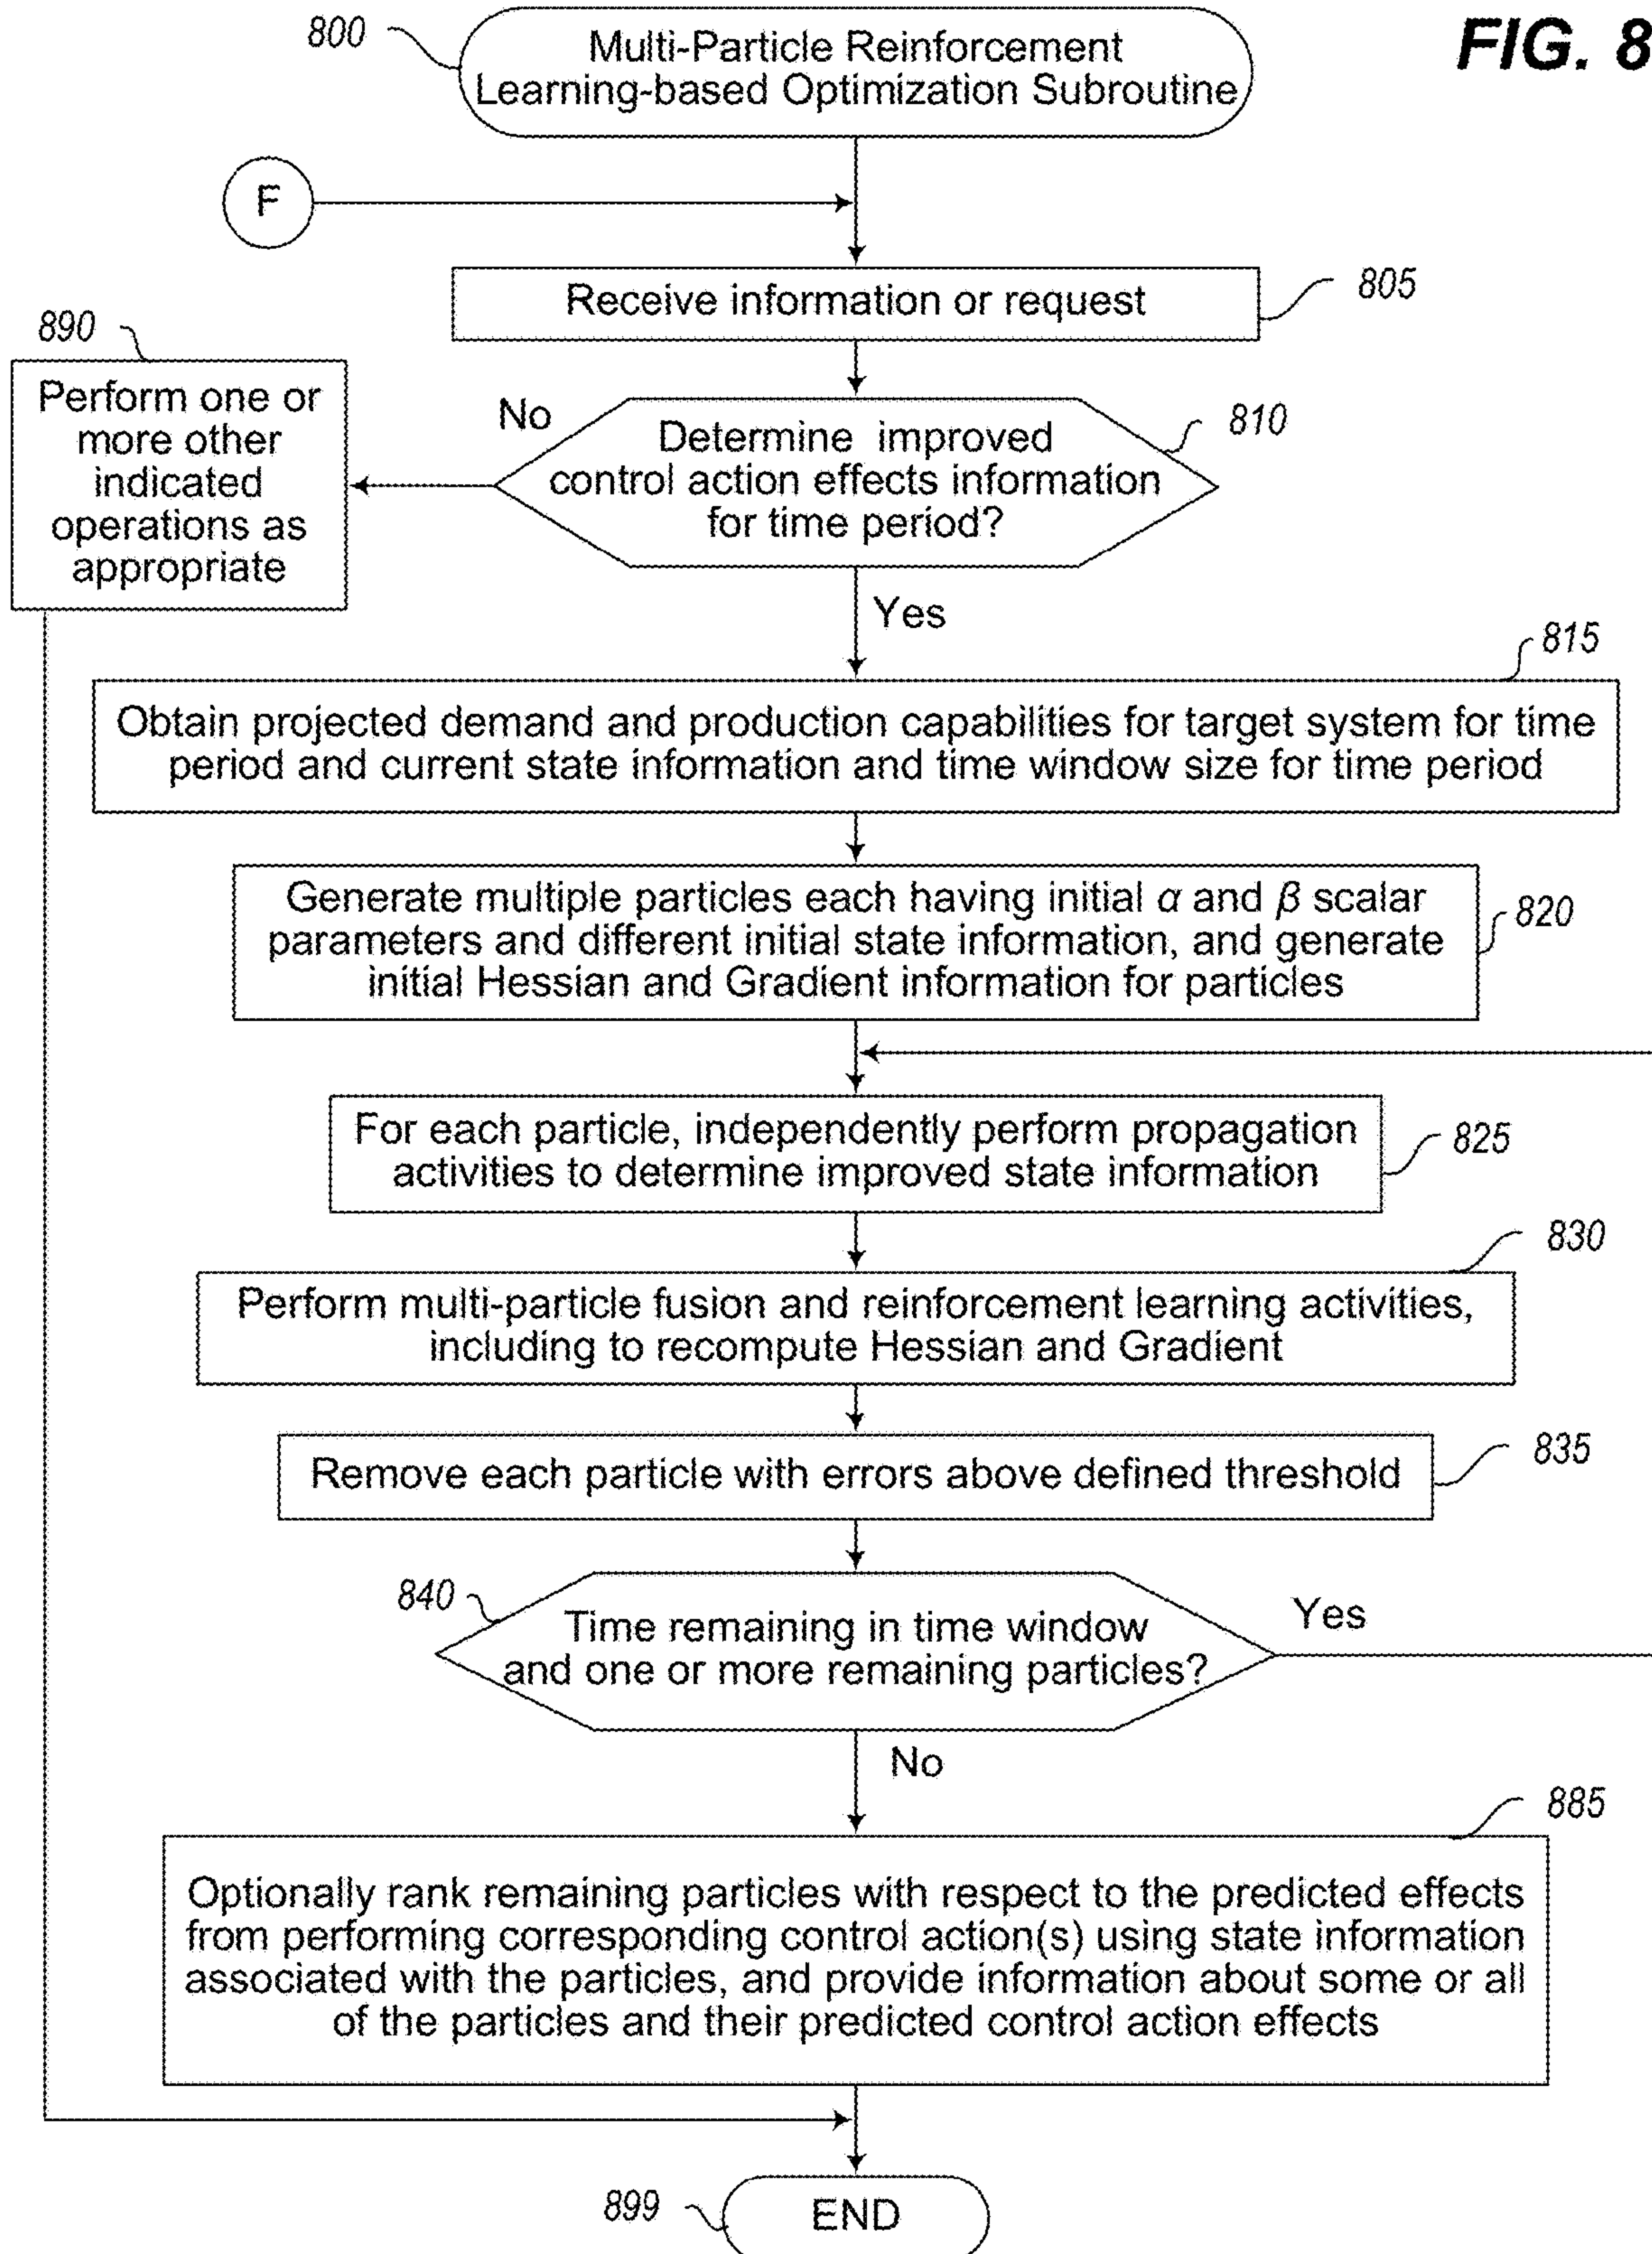 800
Multi-Particle Reinforcement
Learning-based Optimization Subroutine
FIG. 8
F
Receive information or request
805
890
Perform one or
more other
indicated
operations as
appropriate
No
Determine improved
control action effects information
for time period?
810
Yes
815
Obtain projected demand and production capabilities for target system for time
period and current state information and time window size for time period
Generate multiple particles each having initial α and β scalar
parameters and different initial state information, and generate
initial Hessian and Gradient information for particles
820
For each particle, independently perform propagation
activities to determine improved state information
825
830
Perform multi-particle fusion and reinforcement learning activities,
including to recompute Hessian and Gradient
Remove each particle with errors above defined threshold
835
840
Time remaining in time window
and one or more remaining particles?
Yes
No
885
Optionally rank remaining particles with respect to the predicted effects
from performing corresponding control action(s) using state information
associated with the particles, and provide information about some or all
of the particles and their predicted control action effects
899
END